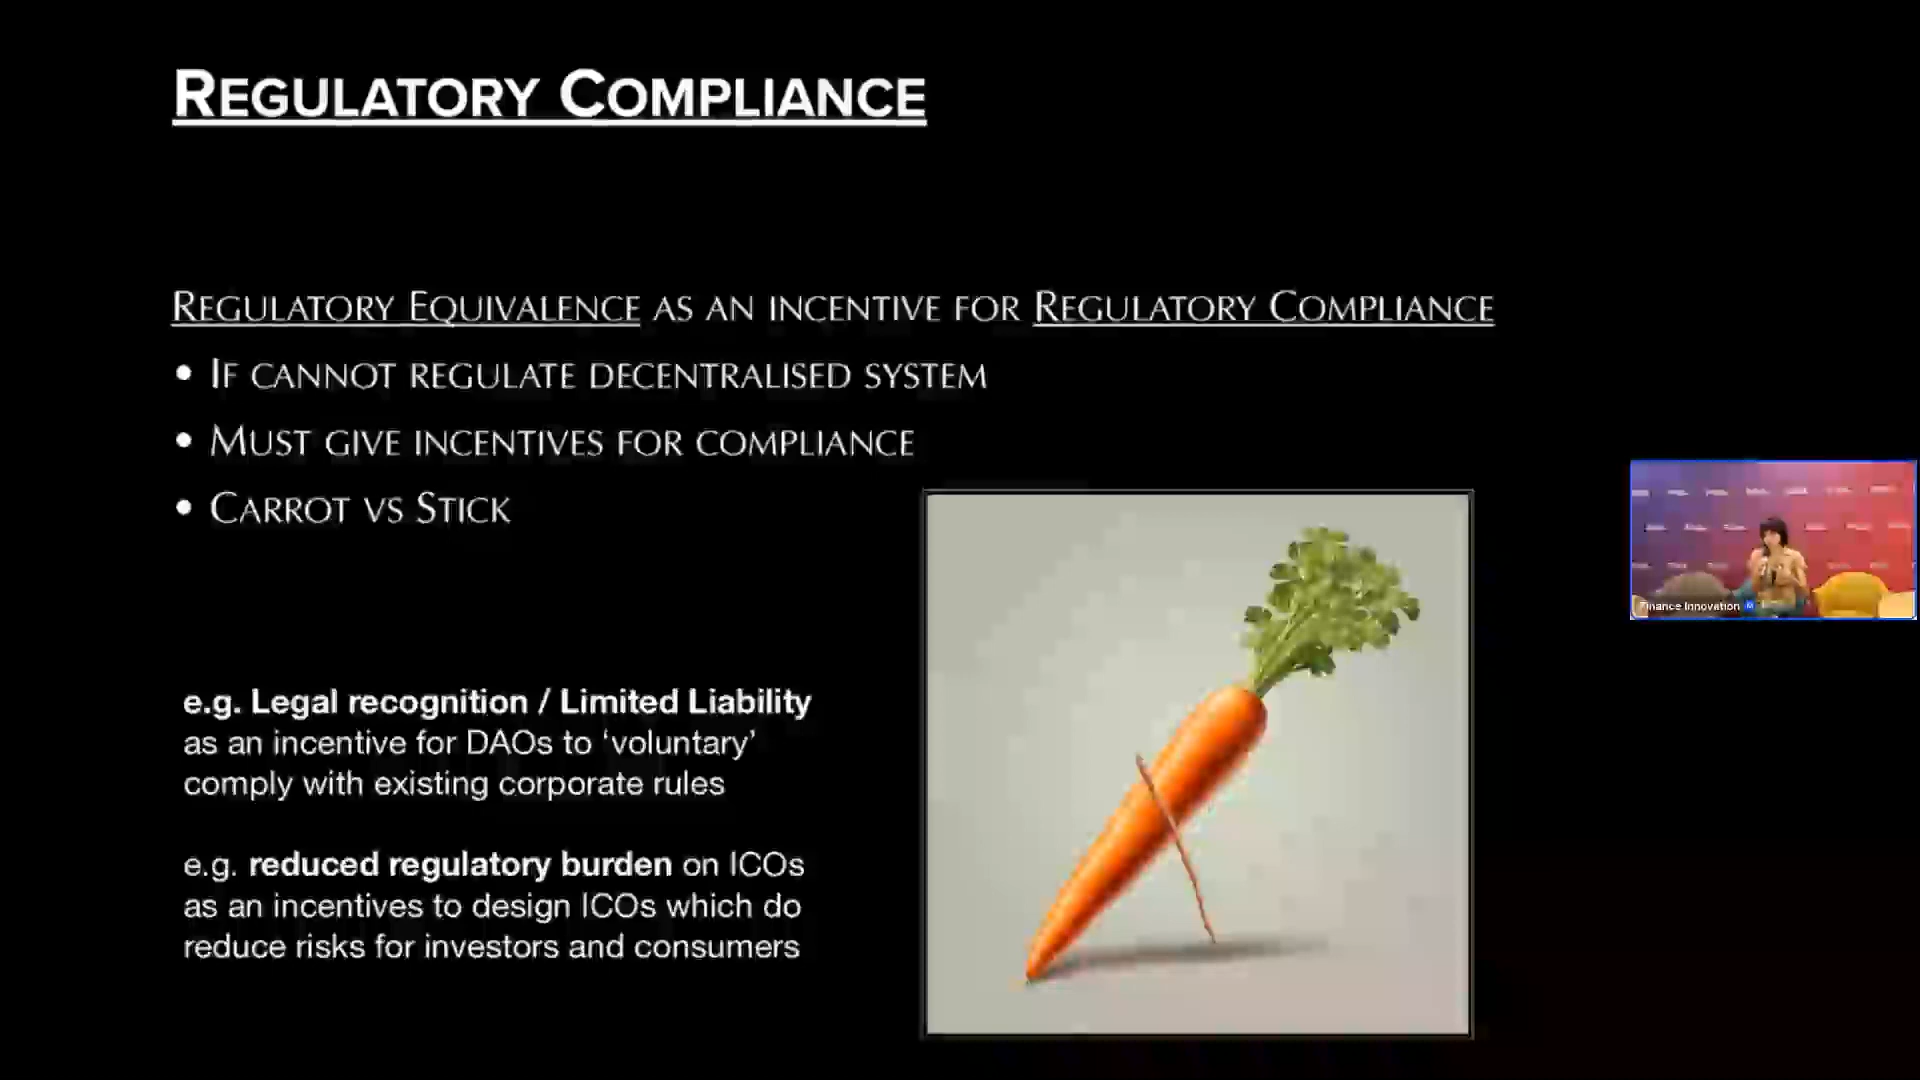 REGULATORY COMPLIANCE
REGULATORY EQUIVALENCE AS AN INCENTIVE FOR REGULATORY COMPLIANCE
• IF CANNOT REGULATE DECENTRALISED SYSTEM
• MUST GIVE INCENTIVES FOR COMPLIANCE
• CARROT VS STICK
e.g. Legal recognition / Limited Liability
as an incentive for DAOs to ‘voluntary’
comply with existing corporate rules
e.g. reduced regulatory burden on ICOs
as an incentives to design ICOs which do
reduce risks for investors and consumers
Finance Innovation